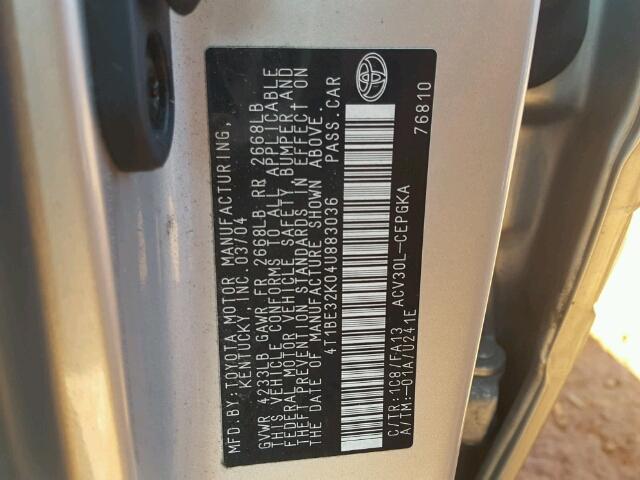 MFD.BY:TOYOTA MOTOR MANUFACTURING,
KENTUCKY, INC. 03/04
GVWR 4233LB GAWR FR 2668LB RR 2668LB
THIS VEHICLE CONFORMS TO ALL APPLICABLE
FEDERAL MOTOR VEHICLE SAFETY, BUMPER AND
THEFT PREVENTION STANDARDS IN EFFECT ON
THE DATE OF MANUFACTURE SHOWN ABOVE.
4T1BE32K04U883036 PASS.CAR
ACV30L-CEPGKA 76810
C/TR:1C8/FA13
A/TM:-01A/U241E